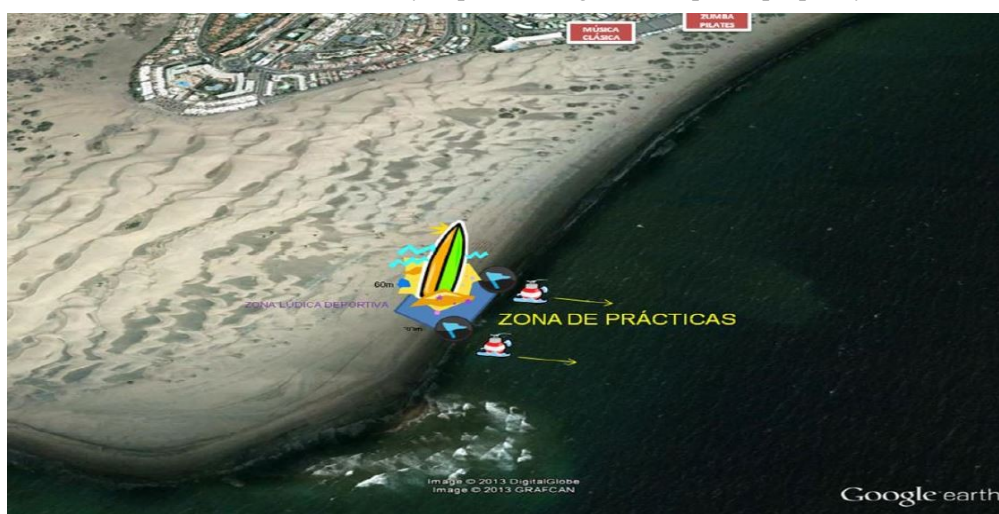 MÚSICA
CLÁSICA
ZUMBA
PILATES
60m
ZONA LÚDICA DEPORTIVA
ZONA DE PRÁCTICAS
Image © 2013 DigitalGlobe
Image © 2013 GRAFCAN
Google earth